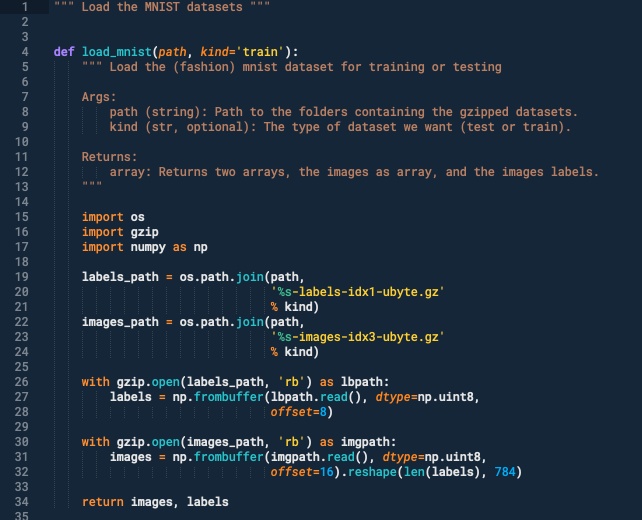 1 """ Load the MNIST datasets """
2
3
4 def load_mnist(path, kind='train'):
5     """ Load the (fashion) mnist dataset for training or testing
6
7     Args:
8         path (string): Path to the folders containing the gzipped datasets.
9         kind (str, optional): The type of dataset we want (test or train).
10
11     Returns:
12         array: Returns two arrays, the images as array, and the images labels.
13     """
14
15     import os
16     import gzip
17     import numpy as np
18
19     labels_path = os.path.join(path,
20                                '%s-labels-idx1-ubyte.gz'
21                                % kind)
22     images_path = os.path.join(path,
23                                '%s-images-idx3-ubyte.gz'
24                                % kind)
25
26     with gzip.open(labels_path, 'rb') as lbpath:
27         labels = np.frombuffer(lbpath.read(), dtype=np.uint8,
28                                offset=8)
29
30     with gzip.open(images_path, 'rb') as imgpath:
31         images = np.frombuffer(imgpath.read(), dtype=np.uint8,
32                                offset=16).reshape(len(labels), 784)
33
34     return images, labels
35